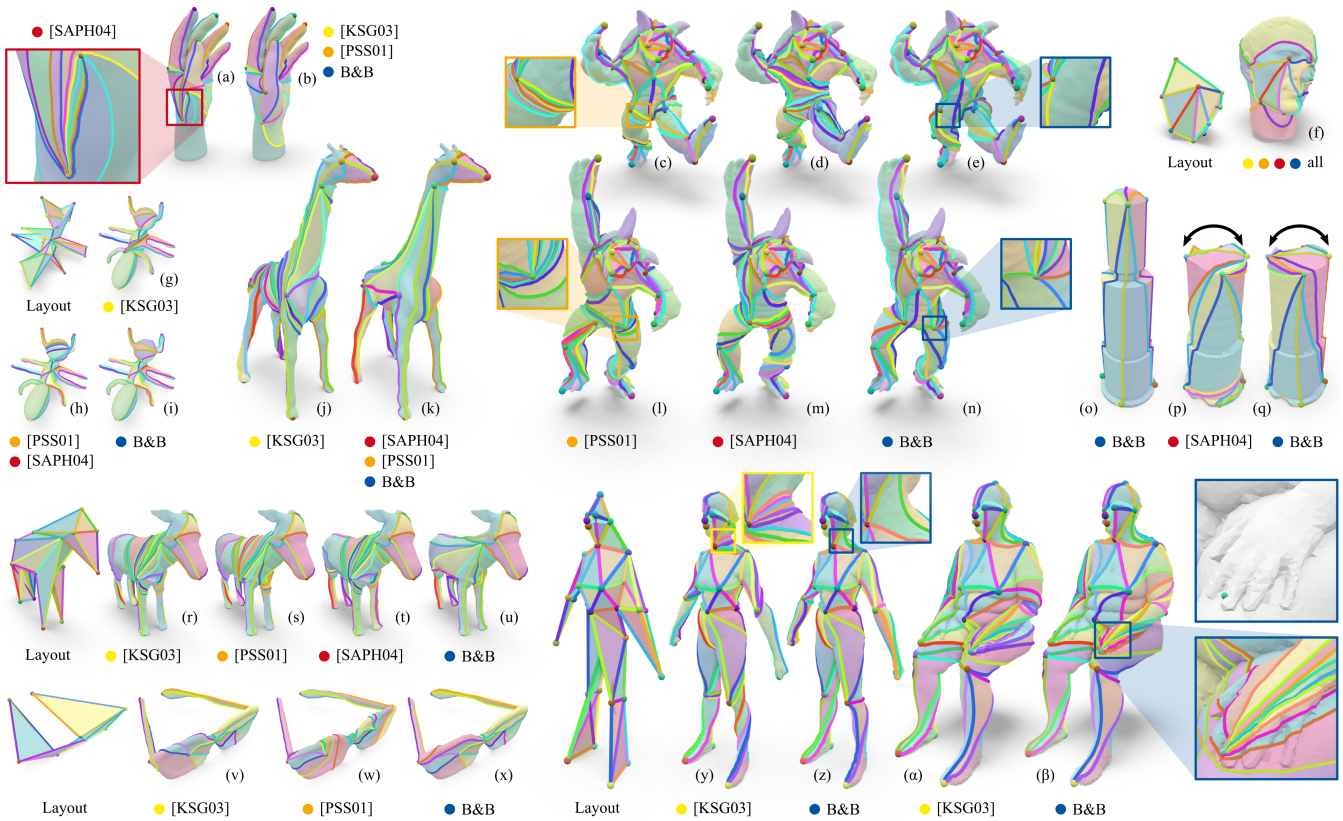 [SAPH04]
[KSG03]
[PSS01]
B&B
(a)
(b)
(c)
(d)
(e)
(f)
Layout
all
(g)
Layout
[KSG03]
(h)
(i)
[PSS01]
B&B
[SAPH04]
(j)
(k)
[KSG03]
[SAPH04]
[PSS01]
B&B
(l)
(m)
(n)
[PSS01]
[SAPH04]
B&B
(o)
(p)
(q)
B&B
[SAPH04]
B&B
(r)
(s)
(t)
(u)
Layout
[KSG03]
[PSS01]
[SAPH04]
B&B
(v)
(w)
(x)
Layout
[KSG03]
[PSS01]
B&B
(y)
(z)
(α)
(β)
Layout
[KSG03]
B&B
[KSG03]
B&B